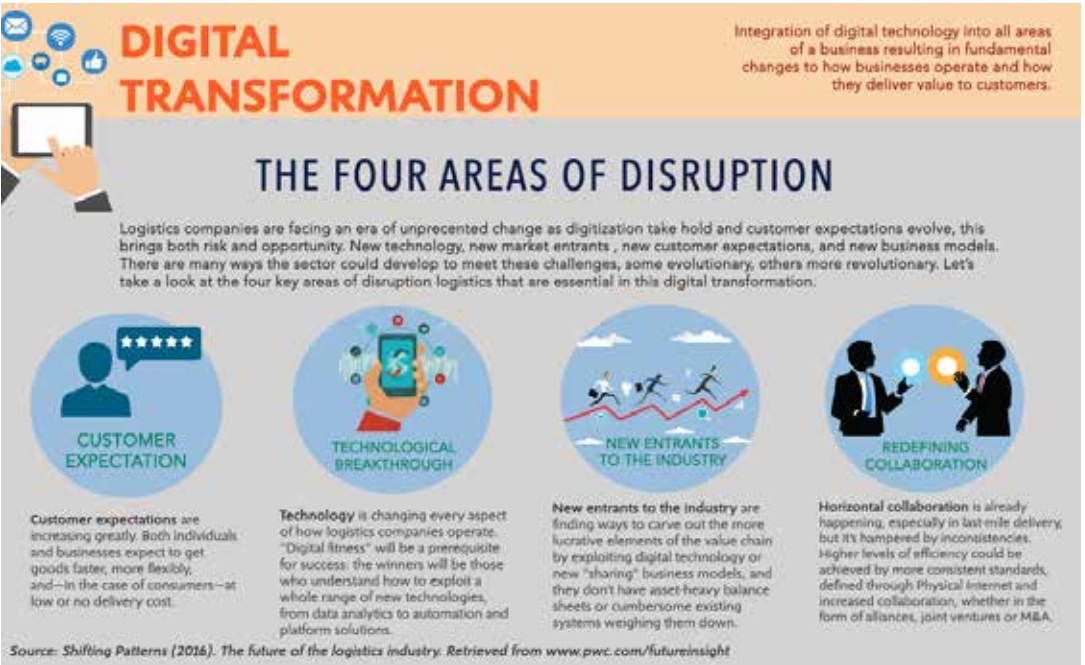 DIGITAL
TRANSFORMATION
Integration of digital technology into all areas
of a business resulting in fundamental
changes to how businesses operate and how
they deliver value to customers.
THE FOUR AREAS OF DISRUPTION
Logistics companies are facing an era of unprecented change as digitization take hold and customer expectations evolve, this
brings both risk and opportunity. New technology, new market entrants , new customer expectations, and new business models.
There are many ways the sector could develop to meet these challenges, some evolutionary, others more revolutionary. Let's
take a look at the four key areas of disruption logistics that are essential in this digital transformation.
CUSTOMER
EXPECTATION
Customer expectations are
increasing greatly. Both individuals
and businesses expect to get
goods faster, more flexibly,
and—in the case of consumers—at
low or no delivery cost.
TECHNOLOGICAL
BREAKTHROUGH
Technology is changing every aspect
of how logistics companies operate.
"Digital fitness" will be a prerequisite
for success: the winners will be those
who understand how to exploit a
whole range of new technologies,
from data analytics to automation and
platform solutions.
NEW ENTRANTS
TO THE INDUSTRY
New entrants to the industry are
finding ways to carve out the more
lucrative elements of the value chain
by exploiting digital technology or
new "sharing" business models, and
they don't have asset-heavy balance
sheets or cumbersome existing
systems weighing them down.
REDEFINING
COLLABORATION
Horizontal collaboration is already
happening, especially in last-mile delivery,
but it's hampered by inconsistencies.
Higher levels of efficiency could be
achieved by more consistent standards,
defined through Physical Internet and
increased collaboration, whether in the
form of alliances, joint ventures or M&A.
Source: Shifting Patterns (2016). The future of the logistics industry. Retrieved from www.pwc.com/futureinsight